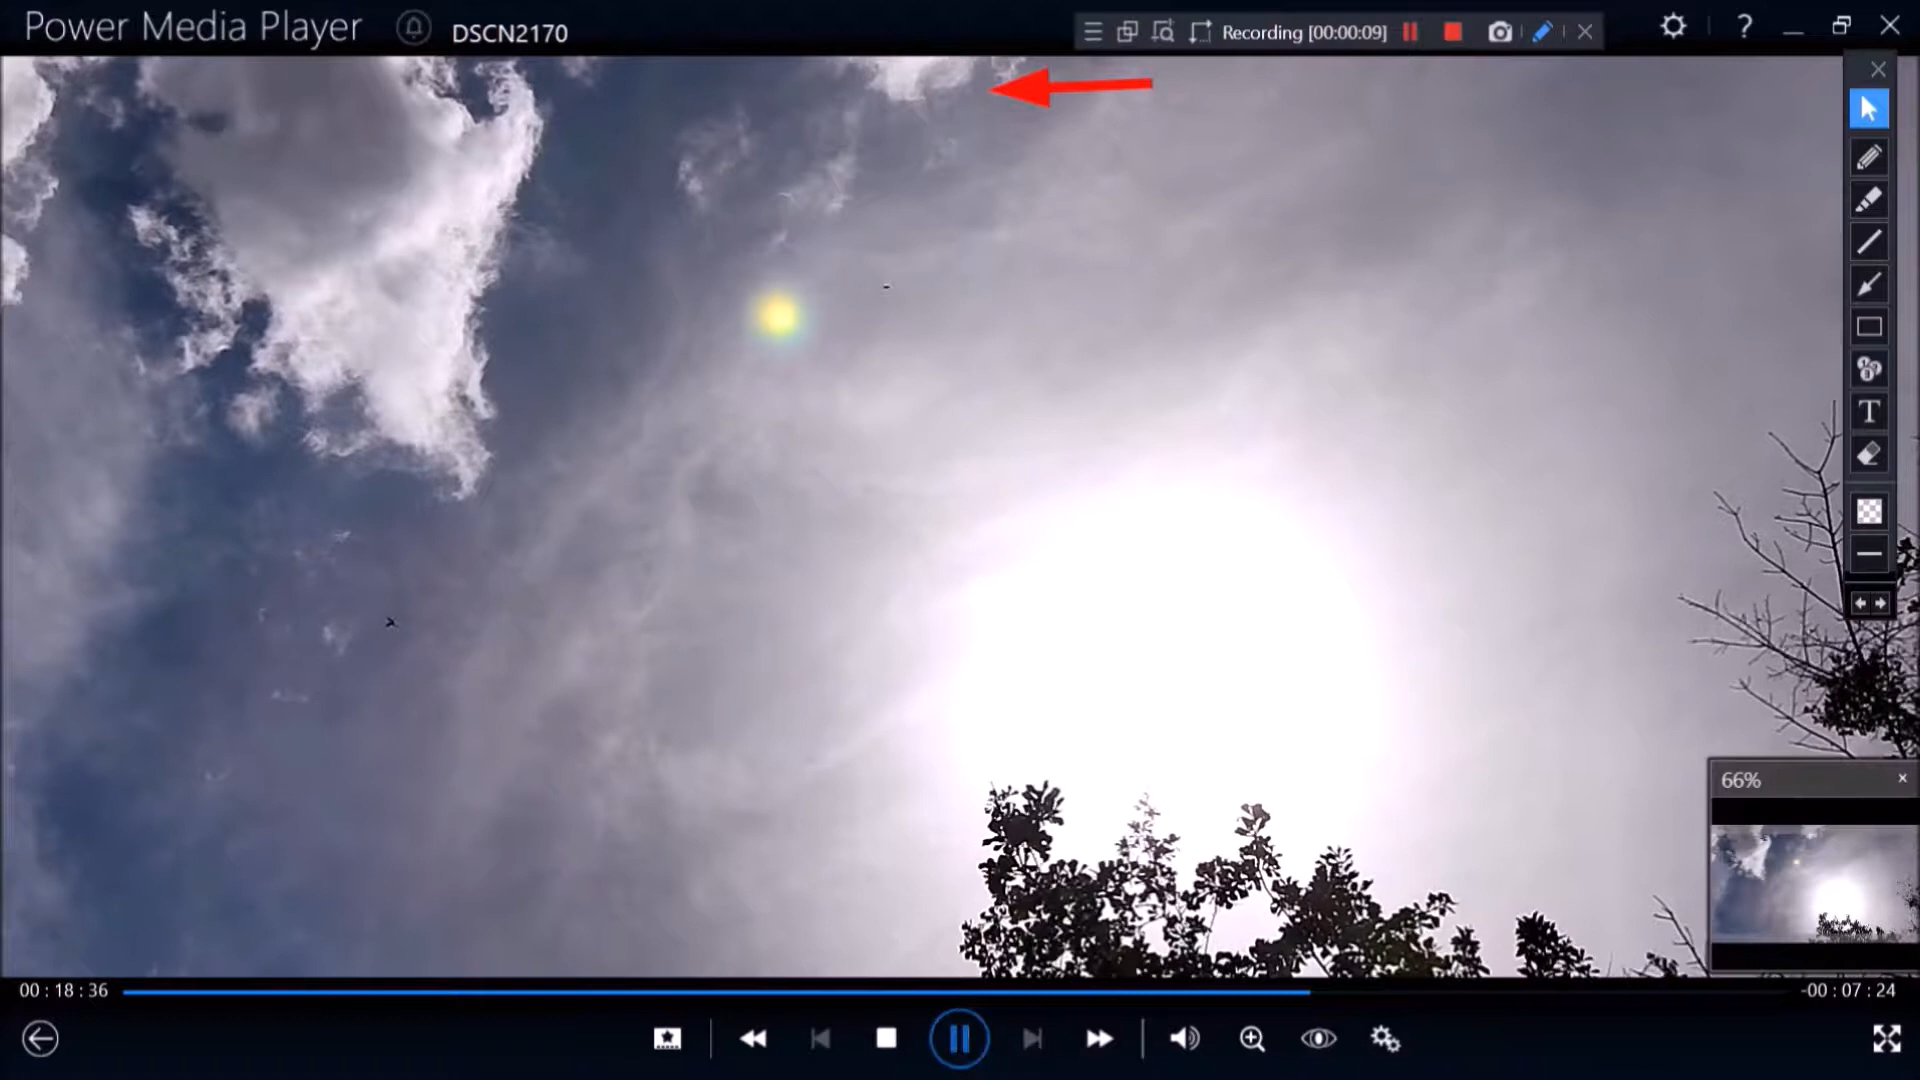 Power Media Player
DSCN2170
Recording [00:00:09]
?
T
66%
00 : 18 : 36
-00 : 07 : 24